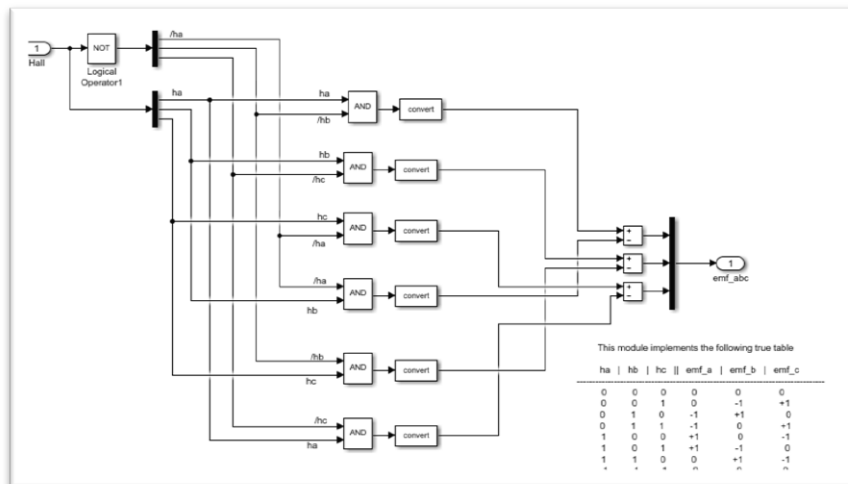 1
Hall
NOT
Logical
Operator1
/ha
ha
ha
/hb
AND
convert
hb
/hc
AND
convert
hc
/ha
AND
convert
/ha
hb
AND
convert
/hb
hc
AND
convert
/hc
ha
AND
convert
+
−
+
−
+
−
1
emf_abc
This module implements the following true table
ha | hb | hc || emf_a | emf_b | emf_c
0 0 0 0 0 0
0 0 1 0 -1 +1
0 1 0 -1 +1 0
0 1 1 -1 0 +1
1 0 0 +1 0 -1
1 0 1 +1 -1 0
1 1 0 0 +1 -1